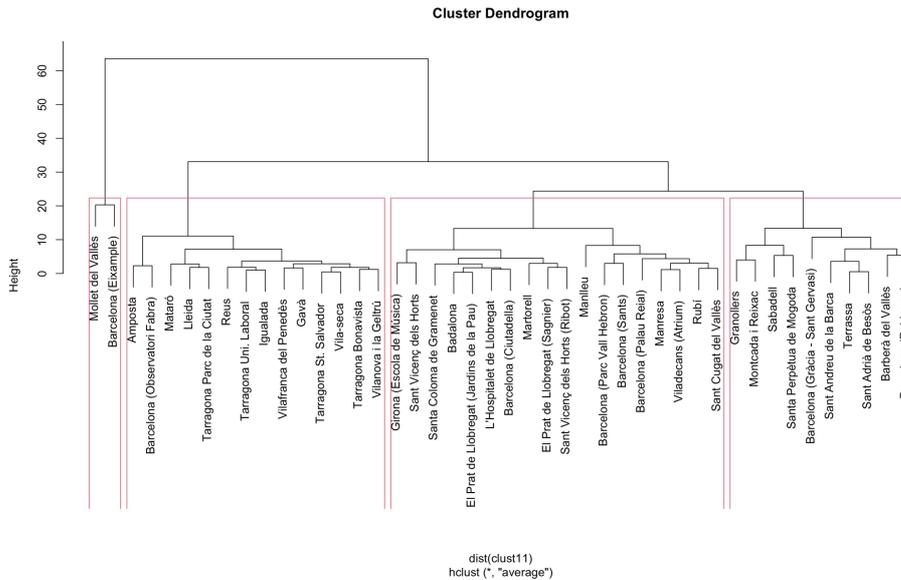 Cluster Dendrogram
Height
0
10
20
30
40
50
60
Mollet del Vallès
Barcelona (Eixample)
Amposta
Barcelona (Observatori Fabra)
Mataró
Lleida
Tarragona Parc de la Ciutat
Reus
Tarragona Uni. Laboral
Igualada
Vilafranca del Penedès
Gavà
Tarragona St. Salvador
Vila-seca
Tarragona Bonavista
Vilanova i la Geltrú
Girona (Escola de Música)
Sant Vicenç dels Horts
Santa Coloma de Gramenet
Badalona
El Prat de Llobregat (Jardins de la Pau)
L'Hospitalet de Llobregat
Barcelona (Ciutadella)
Martorell
El Prat de Llobregat (Sagnier)
Sant Vicenç dels Horts (Ribot)
Manlleu
Barcelona (Parc Vall Hebron)
Barcelona (Sants)
Barcelona (Palau Reial)
Manresa
Viladecans (Atrium)
Rubí
Sant Cugat del Vallès
Granollers
Montcada i Reixac
Sabadell
Santa Perpètua de Mogoda
Barcelona (Gràcia - Sant Gervasi)
Sant Andreu de la Barca
Terrassa
Sant Adrià de Besòs
Barberà del Vallès
dist(clust11)
hclust (*, "average")